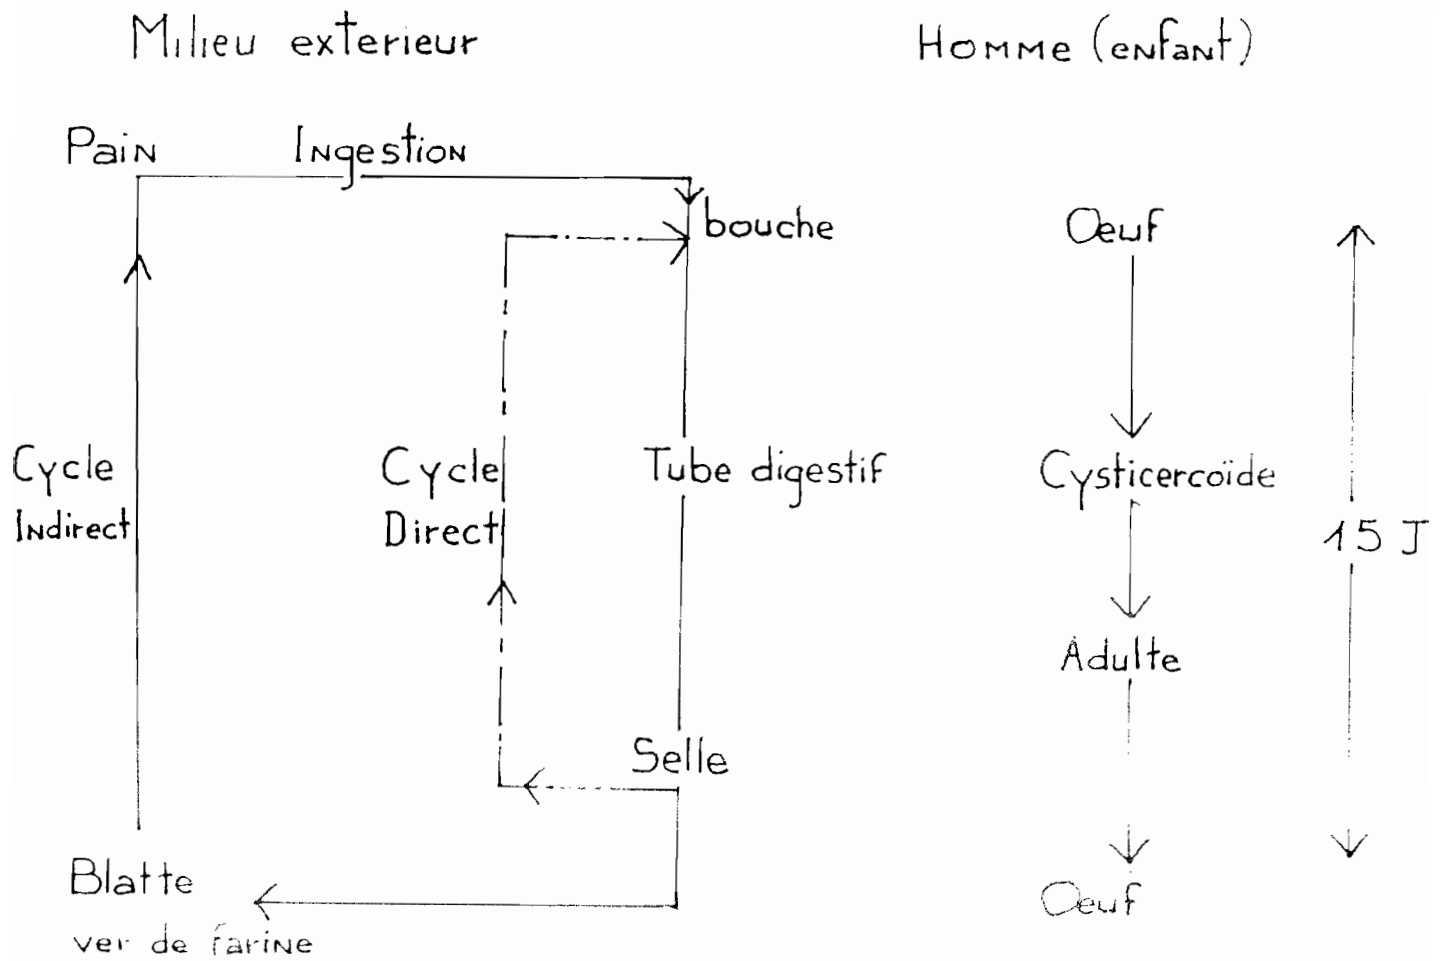 Milieu exterieur
Homme (enfant)
Pain
Ingestion
bouche
Oeuf
Cycle
Indirect
Cycle
Direct
Tube digestif
Cysticercoïde
15 J
Adulte
Selle
Blatte
ver de farine
Oeuf